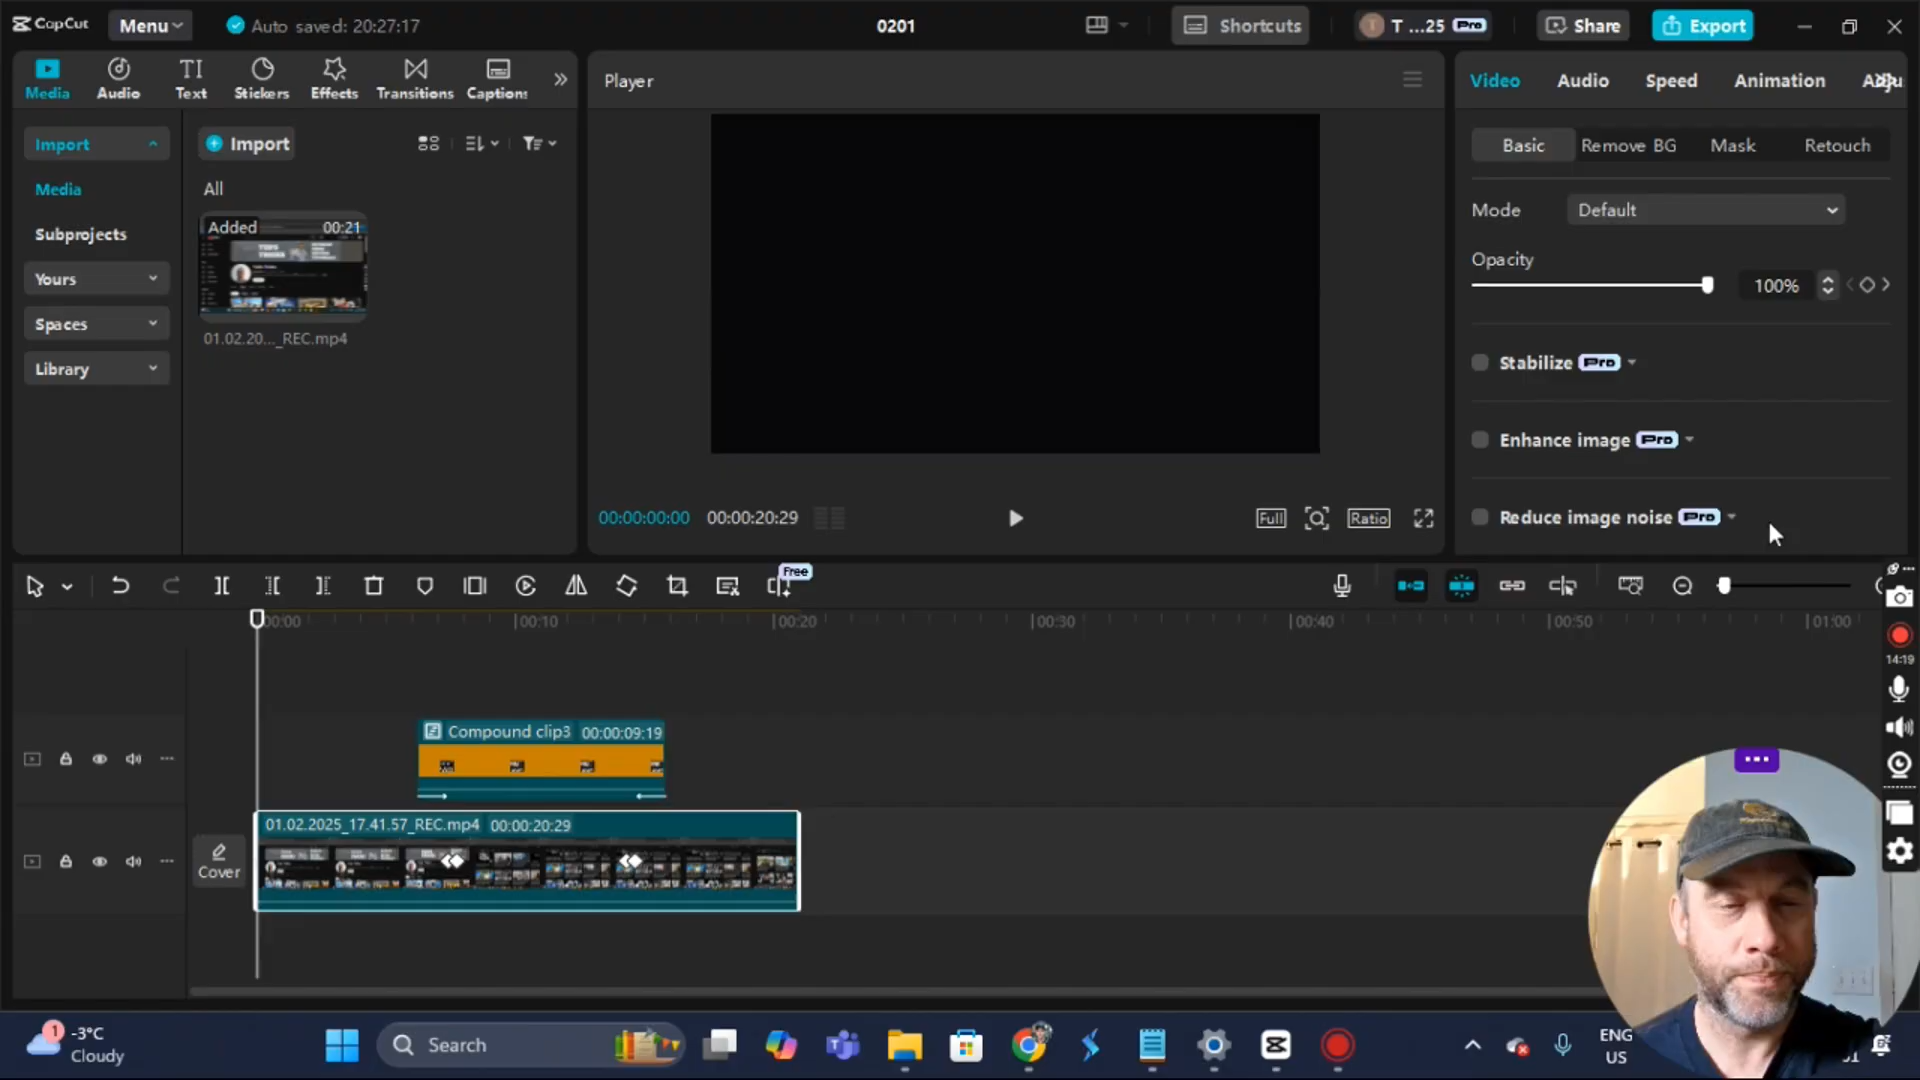 CapCut
Menu
Auto saved: 20:27:17
0201
Shortcuts
T ...25 Pro
Share
Export
Media
Audio
Text
Stickers
Effects
Transitions
Captions
Player
Video
Audio
Speed
Animation
Import
Media
Subprojects
Yours
Spaces
Library
Import
All
Added
00:21
01.02.20..._REC.mp4
Basic
Remove BG
Mask
Retouch
Mode
Default
Opacity
100%
Stabilize Pro
Enhance image Pro
Reduce image noise Pro
00:00:00:00
00:00:20:29
Full
Ratio
Free
00:00
00:10
00:20
00:30
00:40
00:50
01:00
14:19
Compound clip3 00:00:09:19
01.02.2025_17.41.57_REC.mp4 00:00:20:29
Cover
1
-3°C
Cloudy
Search
ENG
US